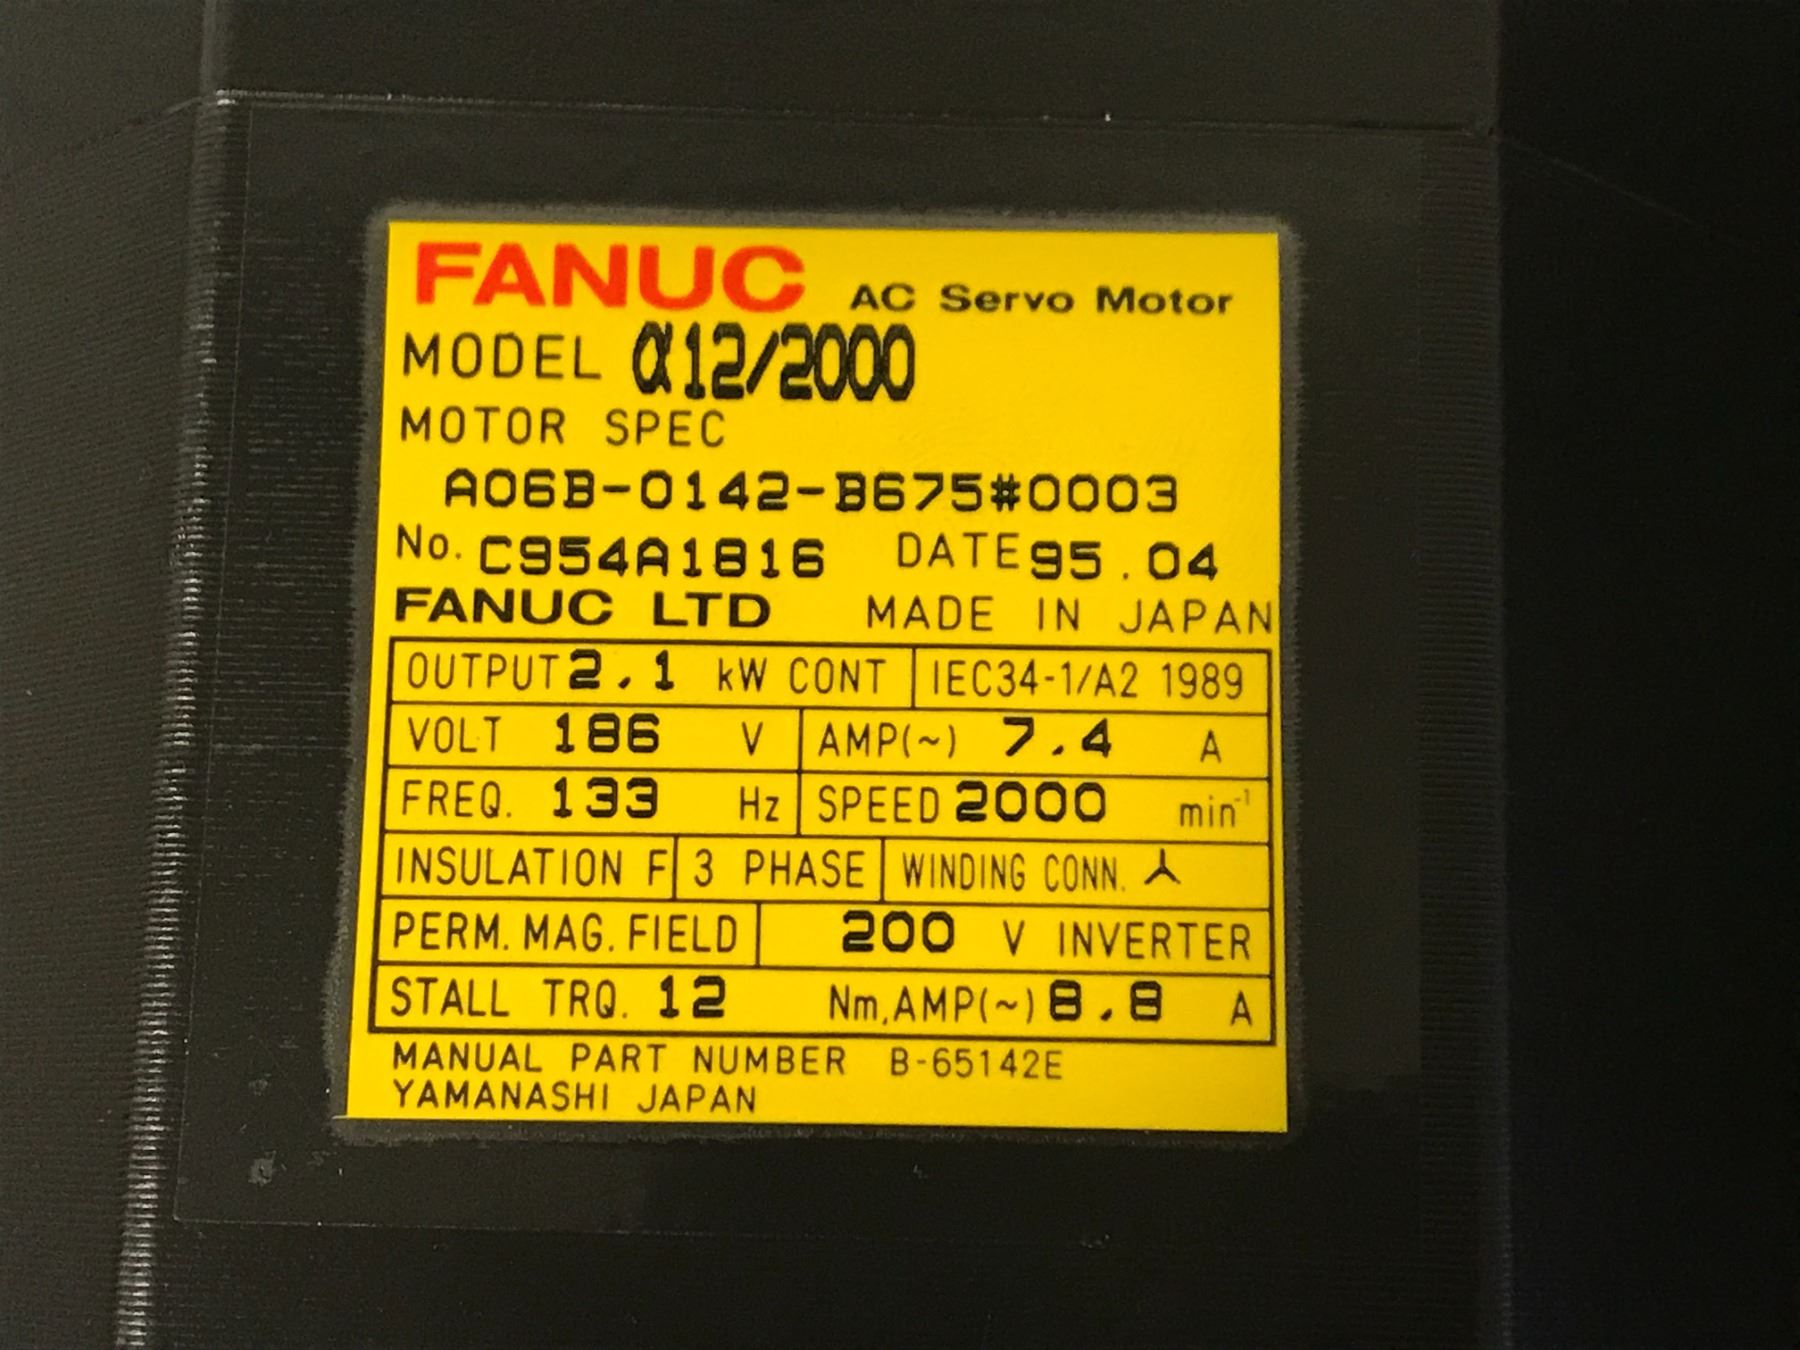 FANUC AC Servo Motor
MODEL α12/2000
MOTOR SPEC
A06B-0142-B675#0003
No. C954A1816 DATE 95.04
FANUC LTD MADE IN JAPAN
OUTPUT 2.1 kW CONT IEC34-1/A2 1989
VOLT 186 V AMP(~) 7.4 A
FREQ. 133 Hz SPEED 2000 min⁻¹
INSULATION F 3 PHASE WINDING CONN. ⅄
PERM. MAG. FIELD 200 V INVERTER
STALL TRQ. 12 Nm, AMP(~) 8.8 A
MANUAL PART NUMBER B-65142E
YAMANASHI JAPAN